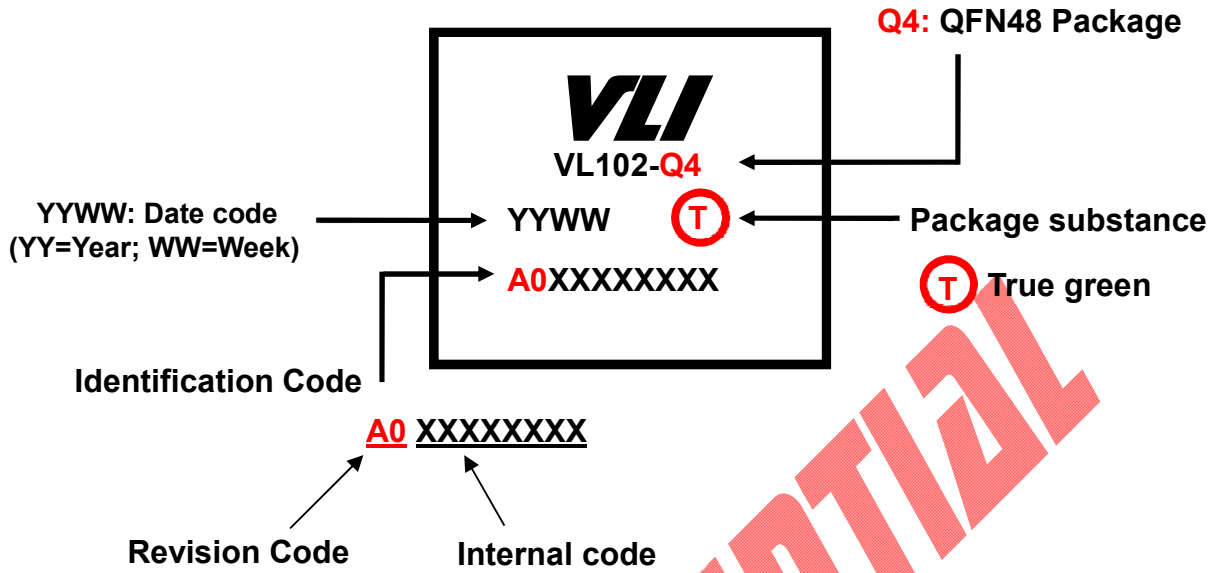 Q4: QFN48 Package
VLI
VL102-Q4
YYWW: Date code
(YY=Year; WW=Week)
YYWW T
Package substance
A0XXXXXXXX
T True green
Identification Code
A0 XXXXXXXX
Revision Code
Internal code